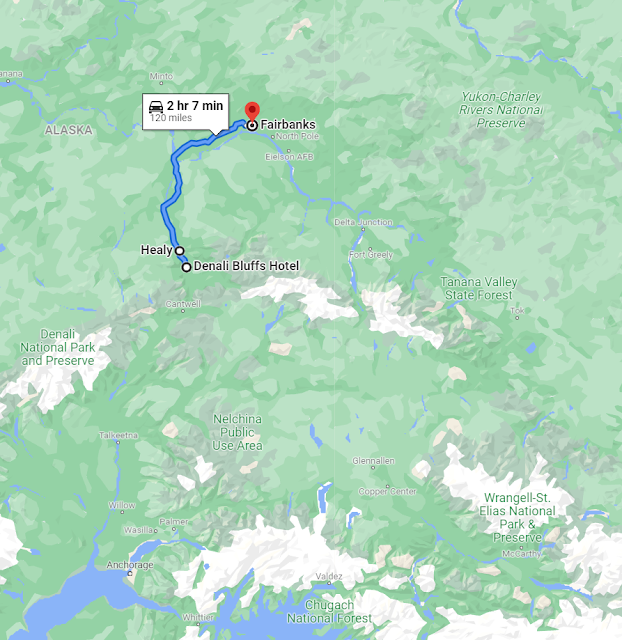 anana
Minto
2 hr 7 min
120 miles
Yukon-Charley
Rivers National
Preserve
ALASKA
Fairbanks
North Pole
Eielson AFB
Delta Junction
Healy
Fort Greely
Denali Bluffs Hotel
Tanana Valley
State Forest
Cantwell
Tok
Denali
National Park
and Preserve
Nelchina
Public
Use Area
Talkeetna
Glennallen
Copper Center
Willow
Wrangell-St.
Elias National
Park &
Preserve
Palmer
Wasilla
McCarthy
Anchorage
Valdez
Whittier
Chugach
National Forest